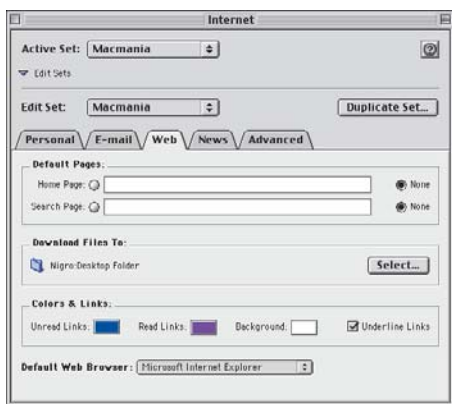 Internet
Active Set: Macmania
Edit Sets
Edit Set: Macmania Duplicate Set...
Personal E-mail Web News Advanced
Default Pages:
Home Page: None
Search Page: None
Download Files To:
Nigro:Desktop Folder Select...
Colors & Links:
Unread Links: Read Links: Background: Underline Links
Default Web Browser: Microsoft Internet Explorer